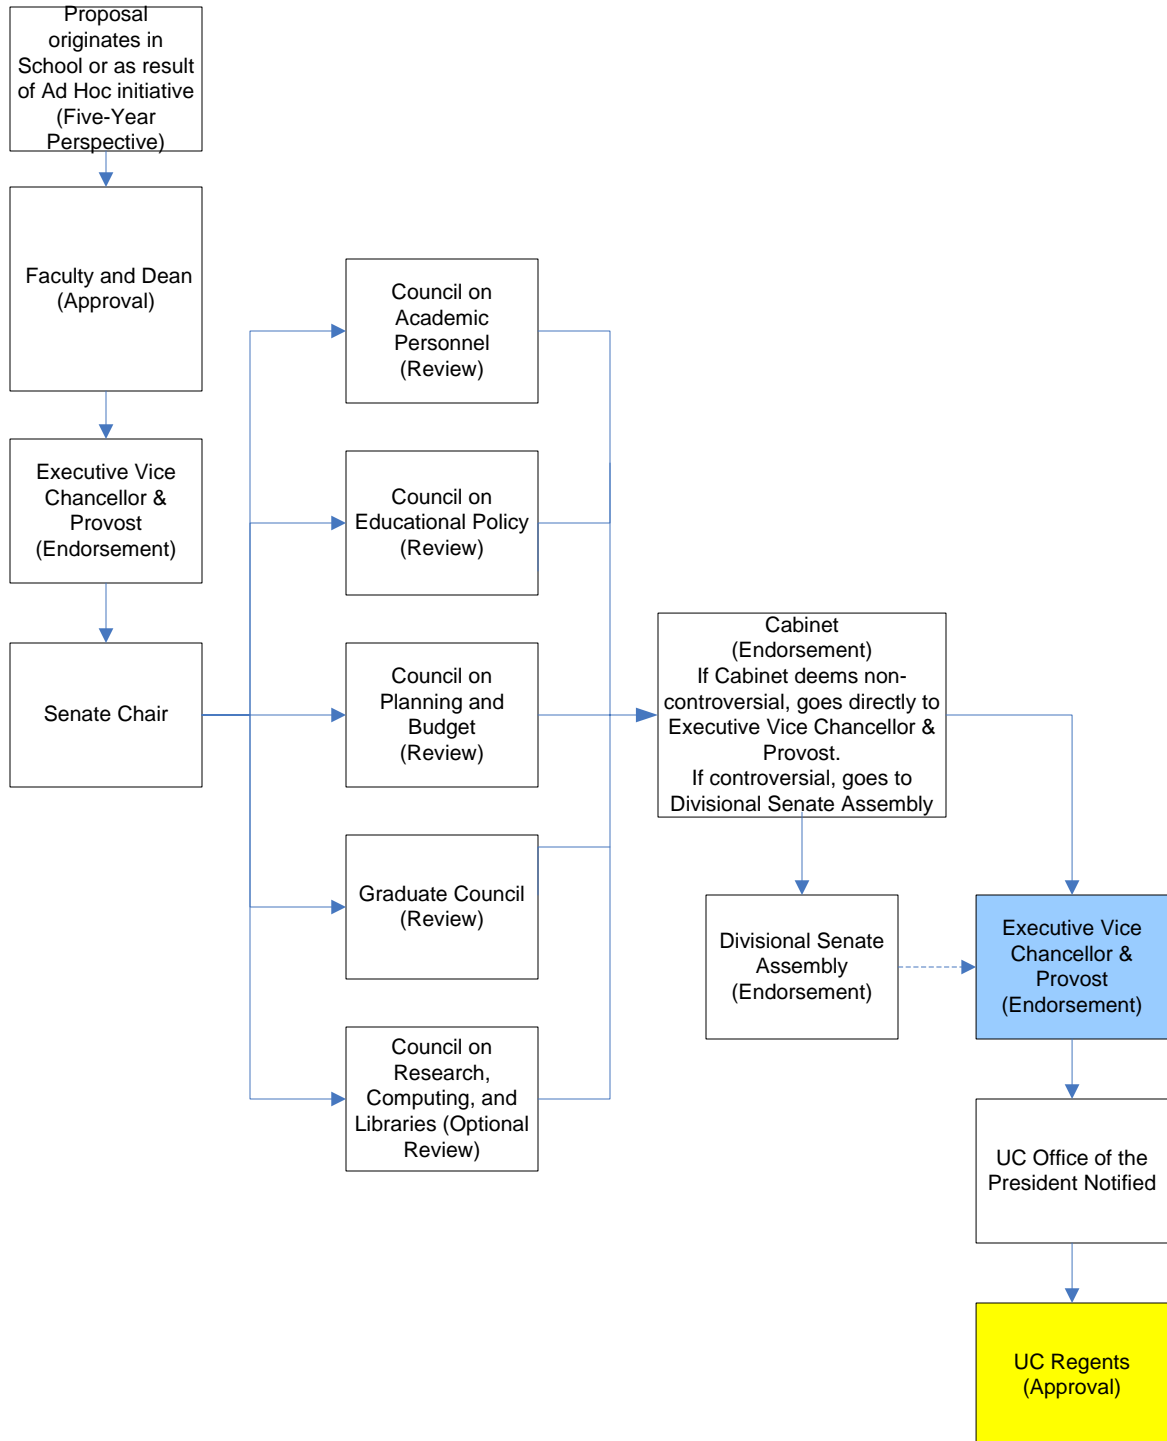 Proposal
originates in
School or as result
of Ad Hoc initiative
(Five-Year
Perspective)
Faculty and Dean
(Approval)
Executive Vice
Chancellor &
Provost
(Endorsement)
Senate Chair
Council on
Academic
Personnel
(Review)
Council on
Educational Policy
(Review)
Council on
Planning and
Budget
(Review)
Graduate Council
(Review)
Council on
Research,
Computing, and
Libraries (Optional
Review)
Cabinet
(Endorsement)
If Cabinet deems non-
controversial, goes directly to
Executive Vice Chancellor &
Provost.
If controversial, goes to
Divisional Senate Assembly
Divisional Senate
Assembly
(Endorsement)
Executive Vice
Chancellor &
Provost
(Endorsement)
UC Office of the
President Notified
UC Regents
(Approval)